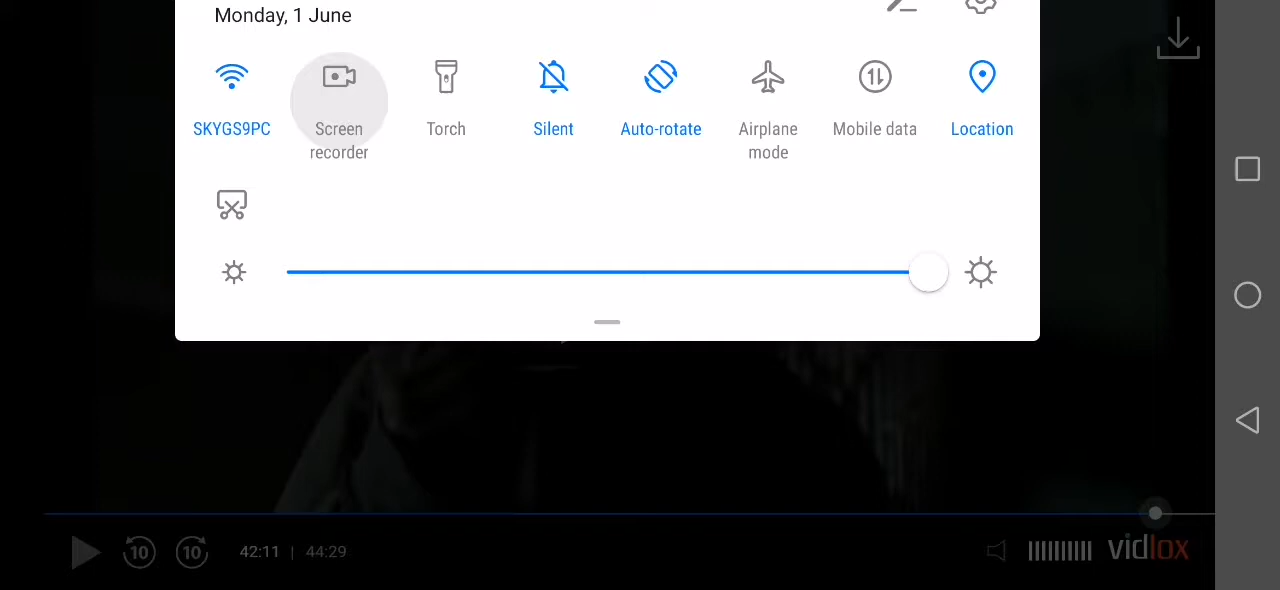 Monday, 1 June
SKYGS9PC
Screen recorder
Torch
Silent
Auto-rotate
Airplane mode
Mobile data
Location
10
10
42:11 | 44:29
vidlox